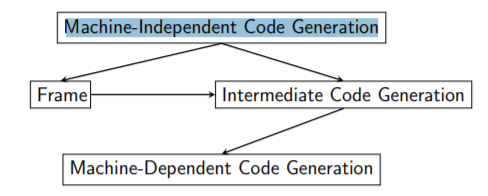 Machine-Independent Code Generation
Frame
Intermediate Code Generation
Machine-Dependent Code Generation